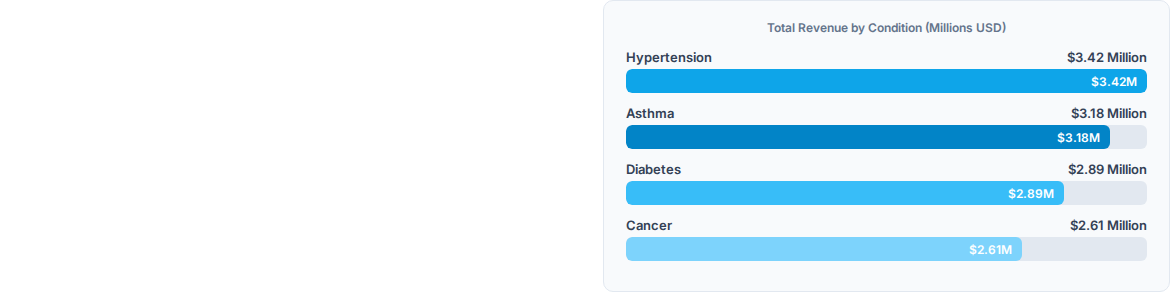 Total Revenue by Condition (Millions USD)
Hypertension $3.42 Million
$3.42M
Asthma $3.18 Million
$3.18M
Diabetes $2.89 Million
$2.89M
Cancer $2.61 Million
$2.61M